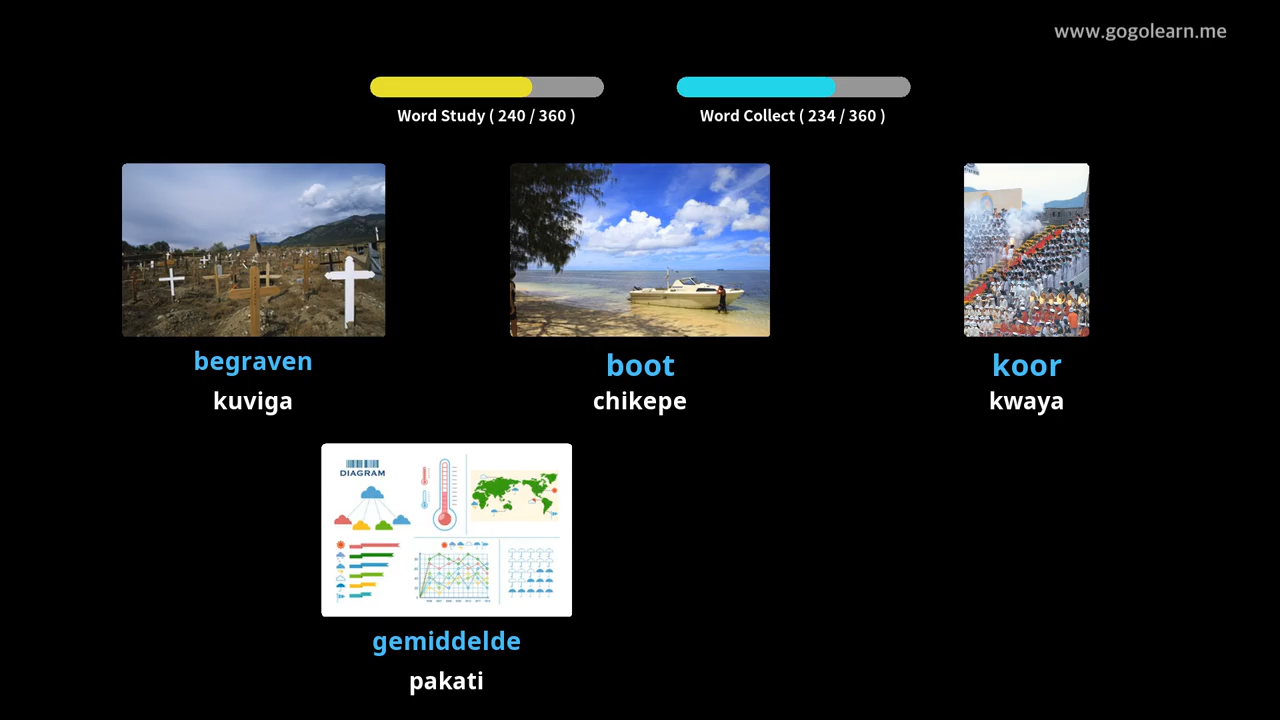 www.gogolearn.me
Word Study ( 240 / 360 )
Word Collect ( 234 / 360 )
begraven
kuviga
boot
chikepe
koor
kwaya
DIAGRAM
gemiddelde
pakati